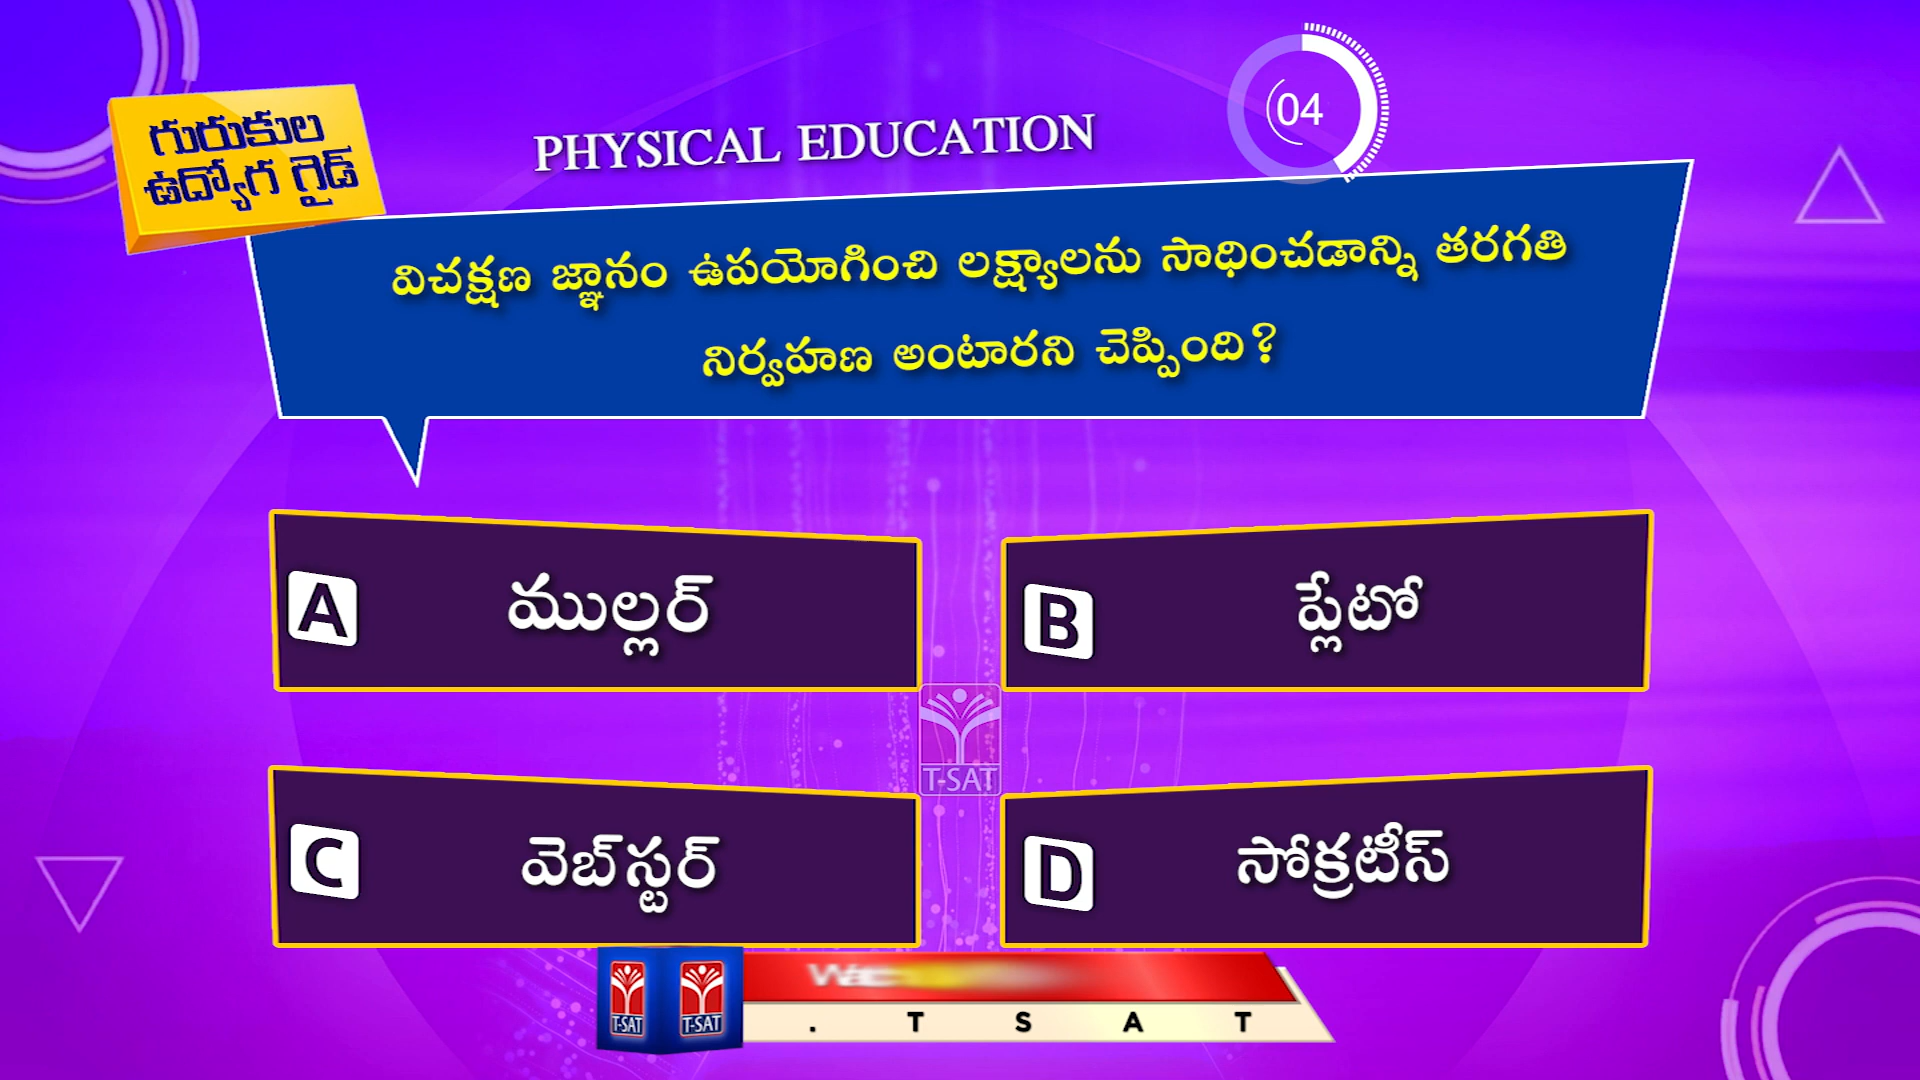 గురుకుల
ఉద్యోగ గైడ్
PHYSICAL EDUCATION
04
విచక్షణ జ్ఞానం ఉపయోగించి లక్ష్యాలను సాధించడాన్ని తరగతి
నిర్వహణ అంటారని చెప్పింది?
A ముల్లర్
B ప్లేటో
T-SAT
C వెబ్‌స్టర్
D సోక్రటీస్
T-SAT T-SAT
. T S A T